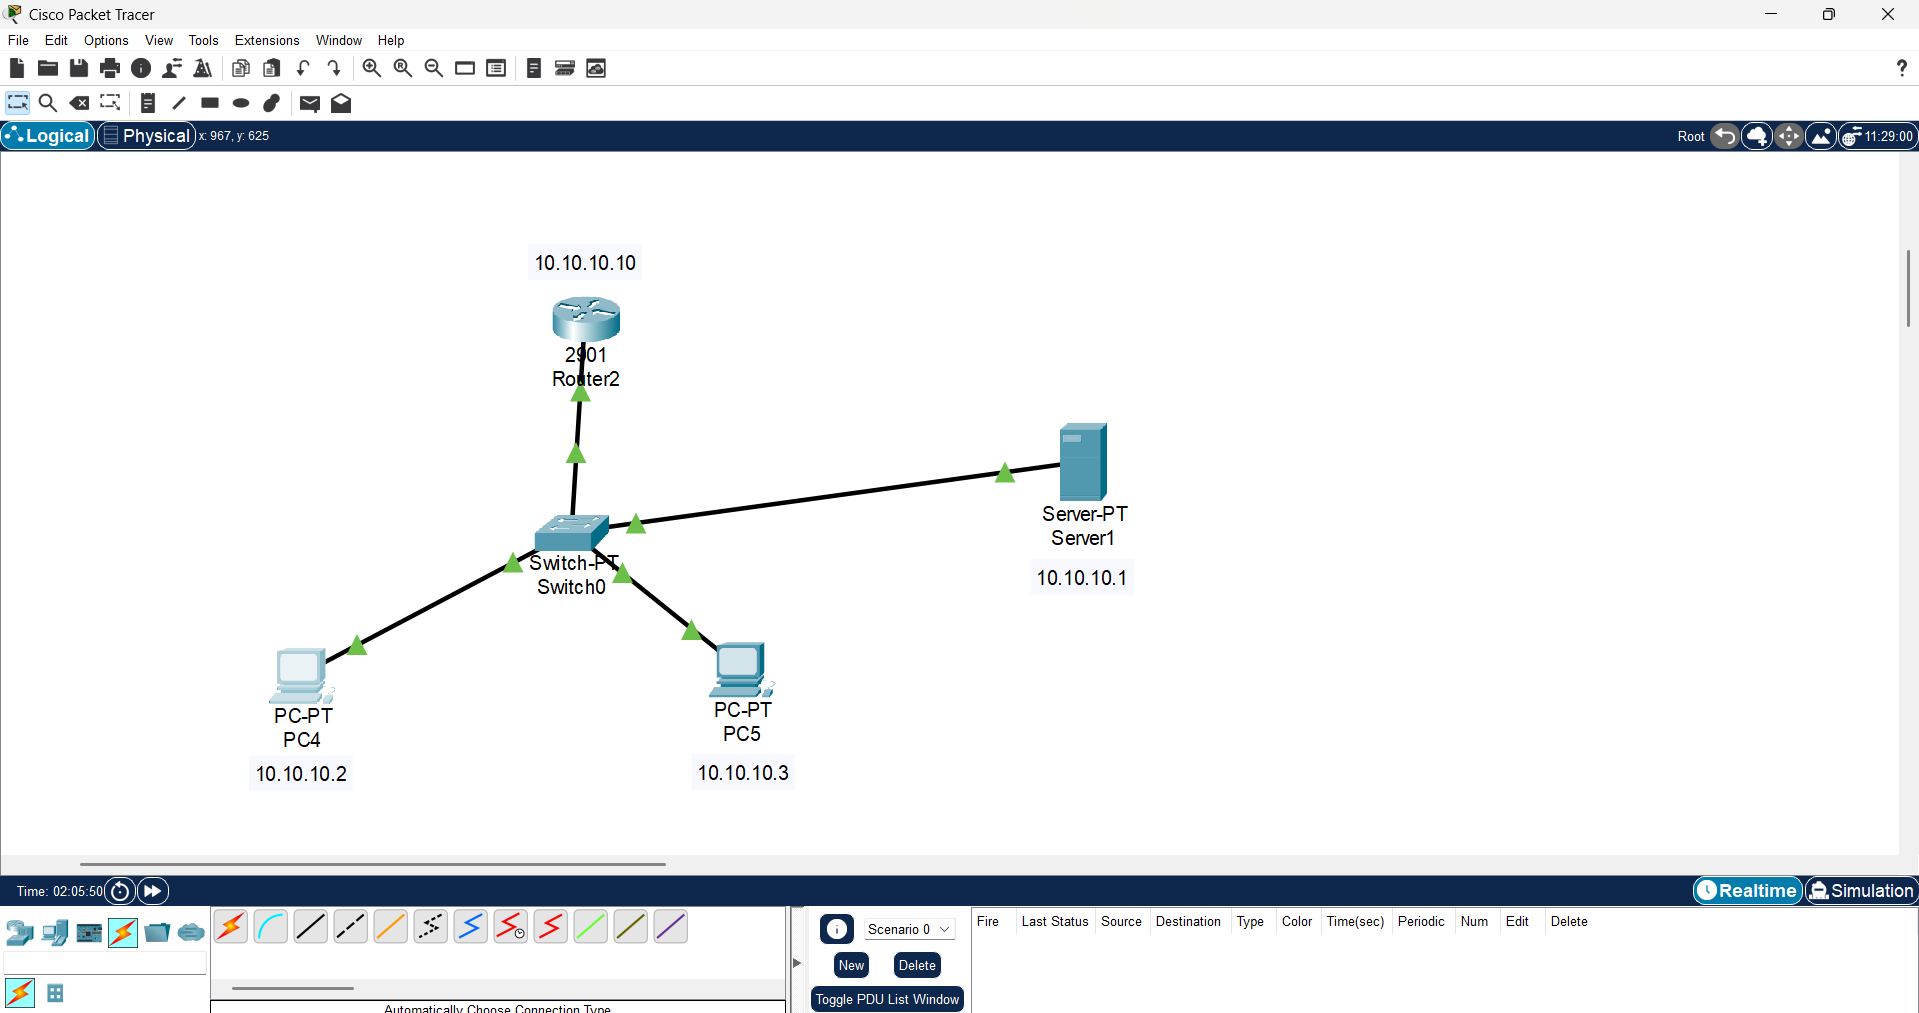 Cisco Packet Tracer
File Edit Options View Tools Extensions Window Help
Logical Physical x: 967, y: 625 Root 11:29:00
10.10.10.10
2901
Router2
Server-PT
Server1
10.10.10.1
Switch-PT
Switch0
PC-PT
PC4
10.10.10.2
PC-PT
PC5
10.10.10.3
Time: 02:05:50 Realtime Simulation
Scenario 0
New Delete
Toggle PDU List Window
Fire Last Status Source Destination Type Color Time(sec) Periodic Num Edit Delete
Automatically Choose Connection Type